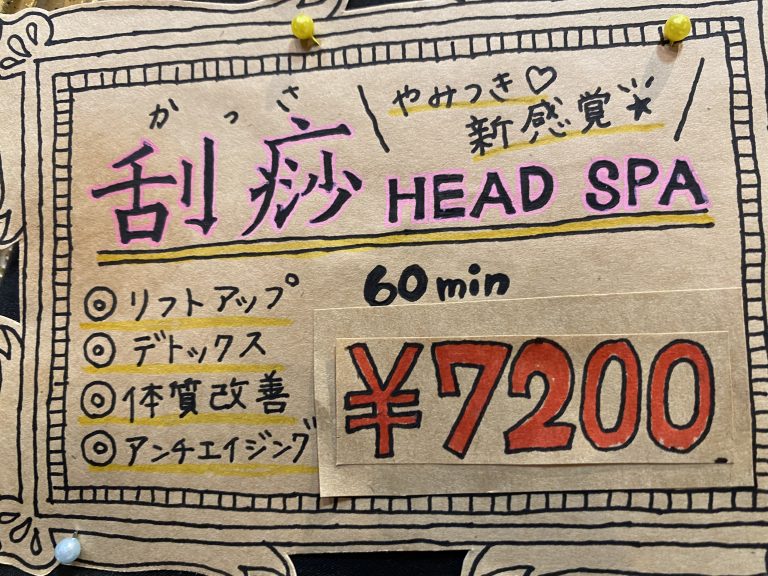 やみつき♡
新感覚☆
かっさ
刮痧 HEAD SPA
60min
◎リフトアップ
◎デトックス
◎体質改善
◎アンチエイジング
¥7200